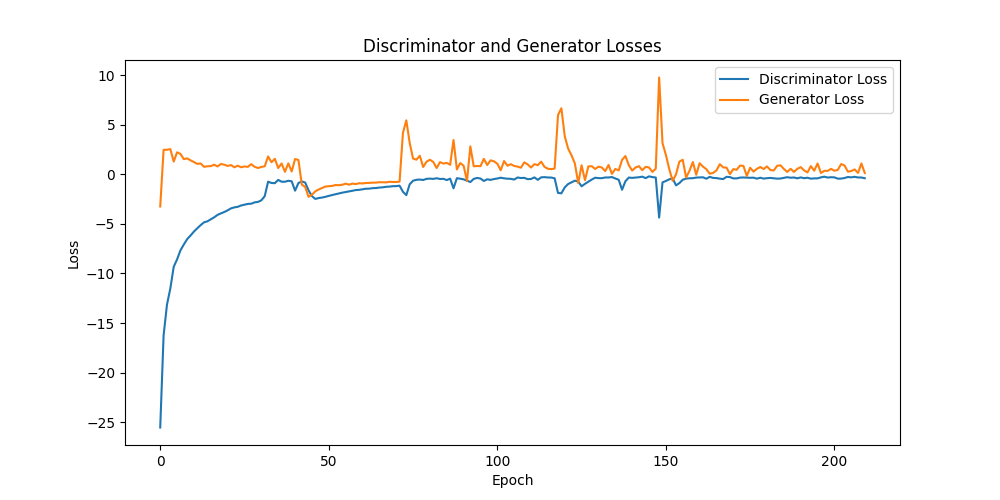 Discriminator and Generator Losses
Discriminator Loss
Generator Loss
Loss
10
5
0
−5
−10
−15
−20
−25
0
50
100
150
200
Epoch